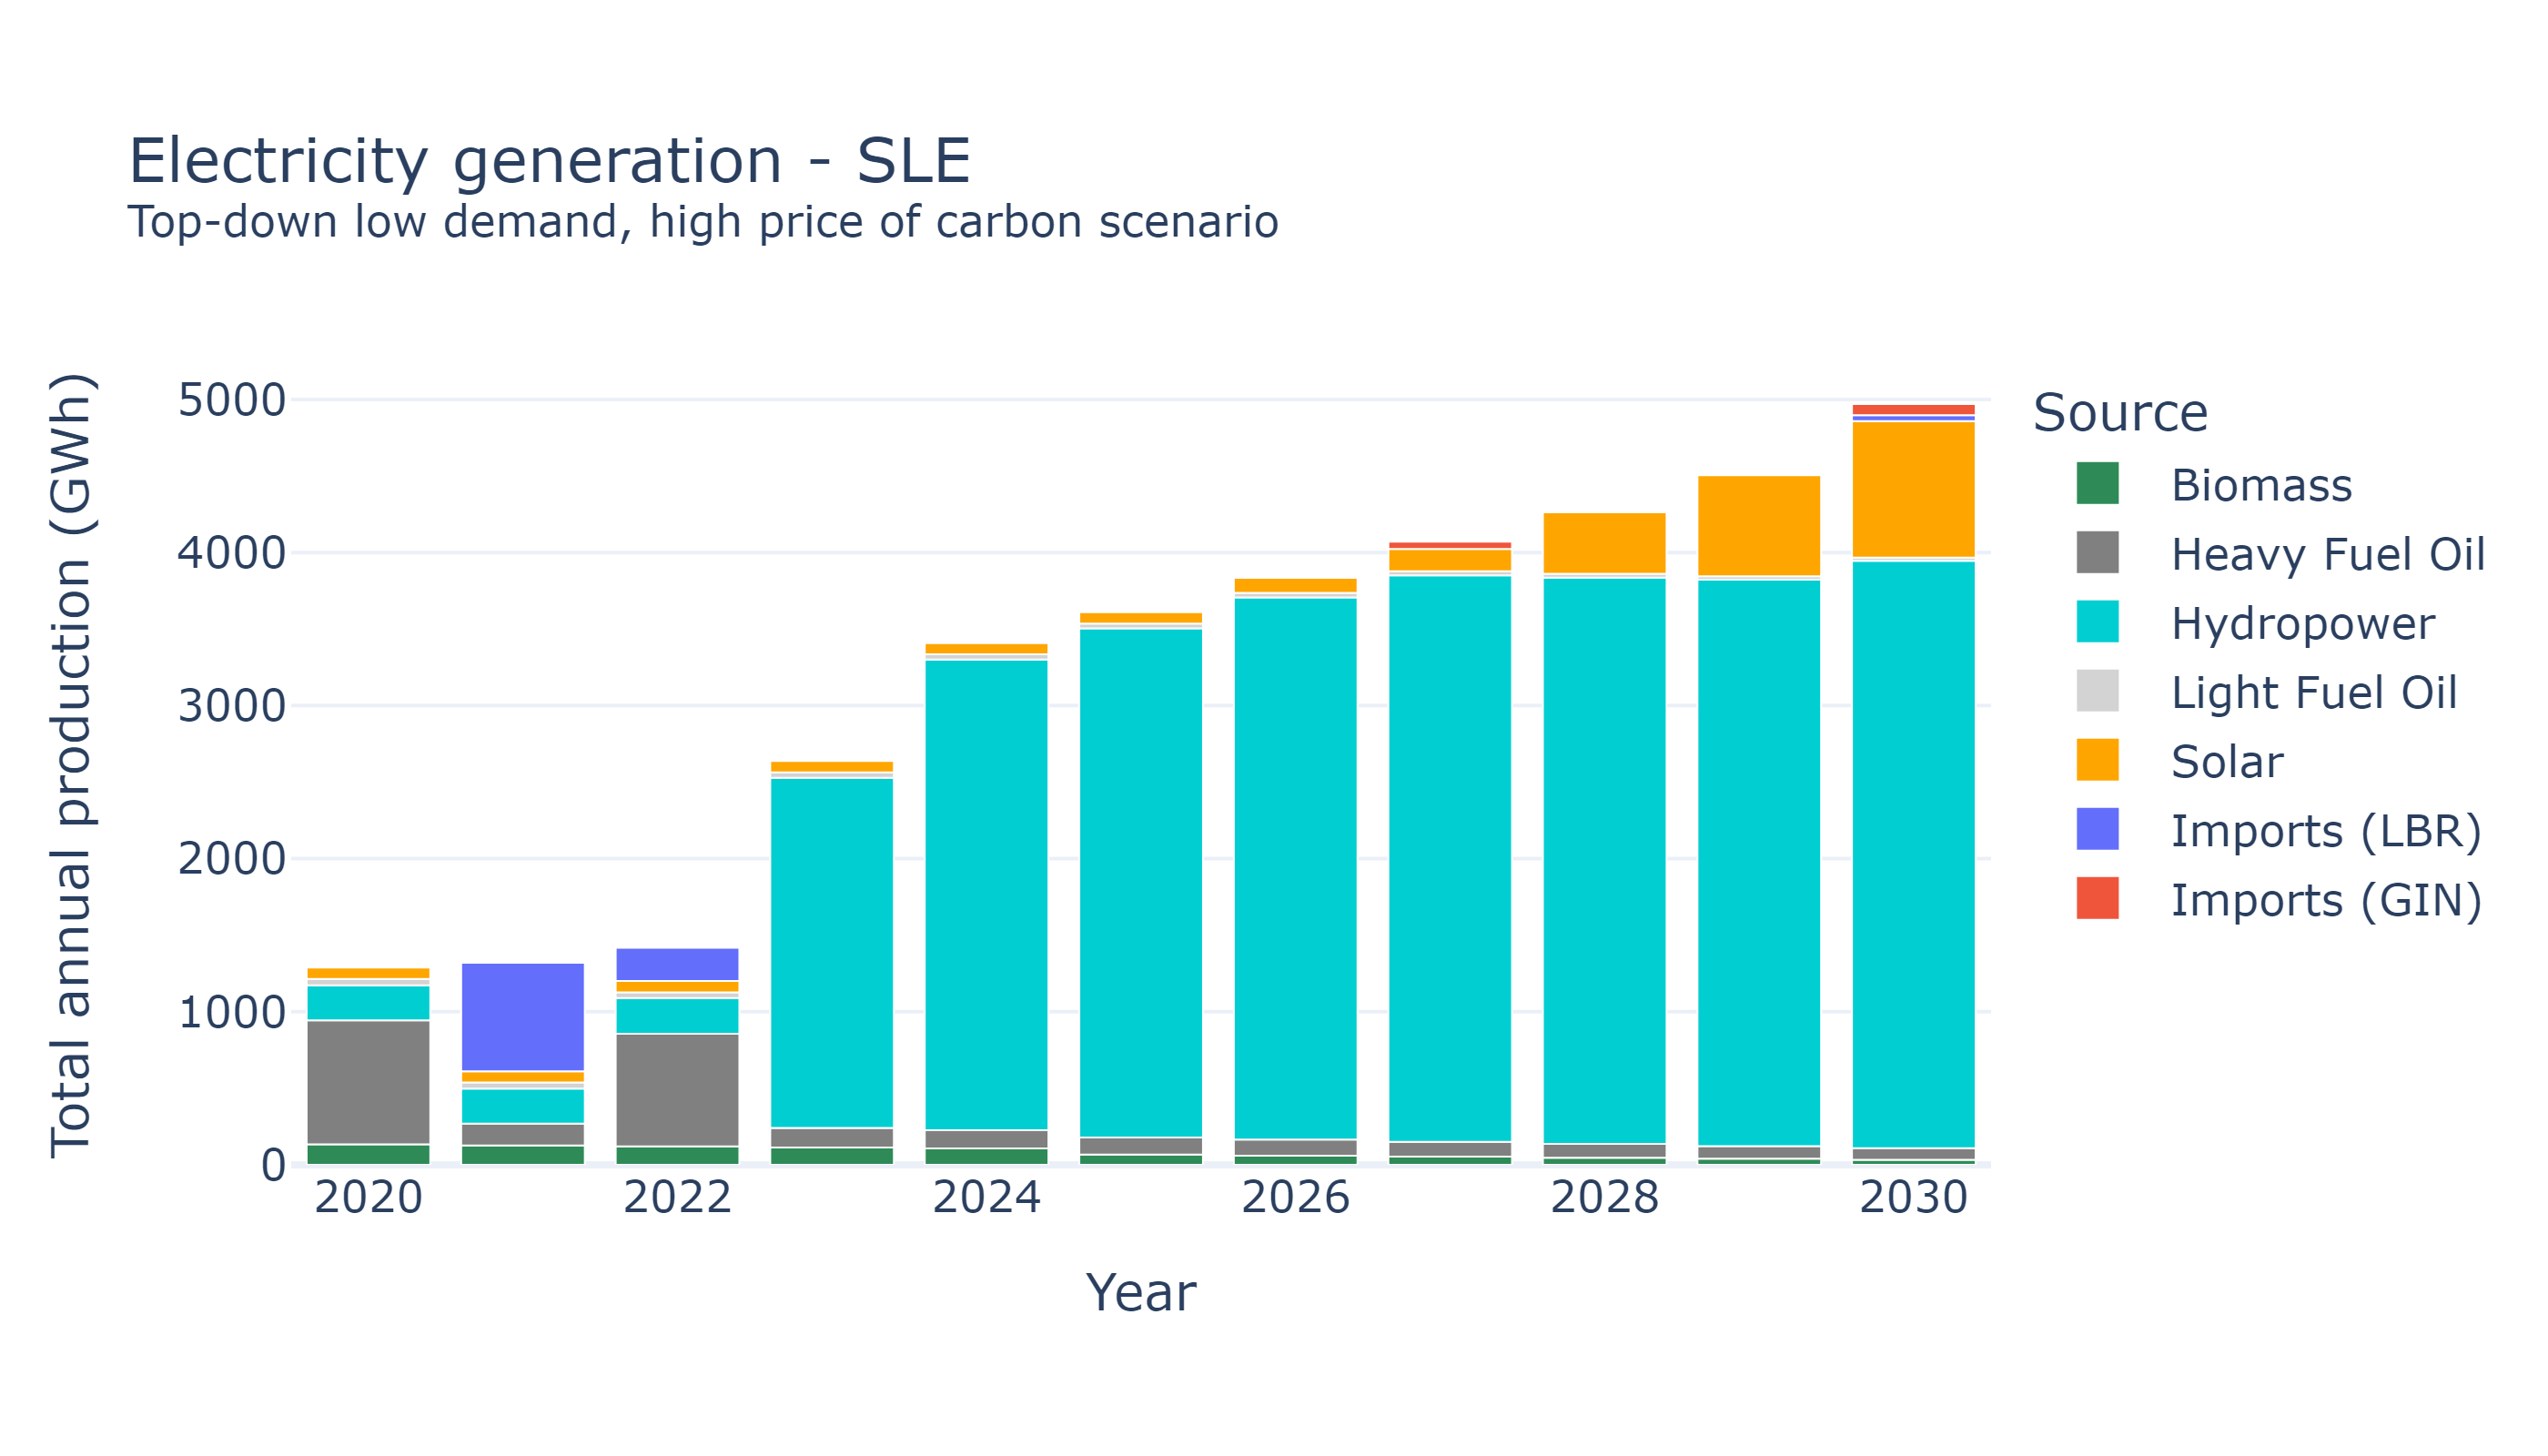 Electricity generation - SLE
Top-down low demand, high price of carbon scenario
Total annual production (GWh)
5000
4000
3000
2000
1000
0
2020
2022
2024
2026
2028
2030
Year
Source
Biomass
Heavy Fuel Oil
Hydropower
Light Fuel Oil
Solar
Imports (LBR)
Imports (GIN)